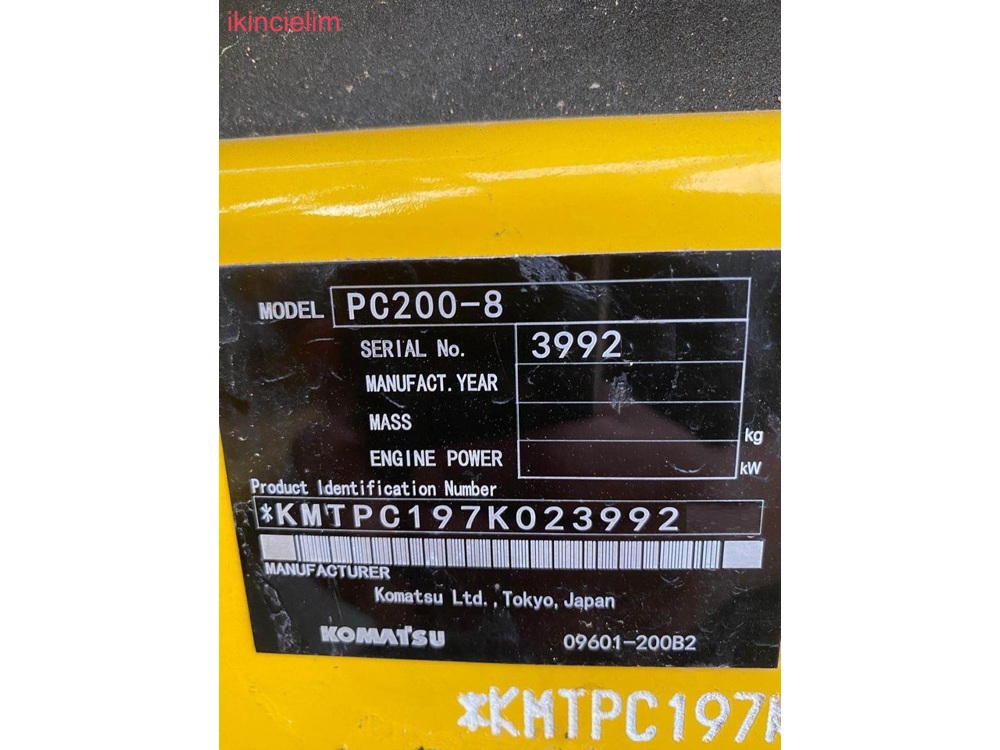 ikincielim
MODEL PC200-8
SERIAL No. 3992
MANUFACT. YEAR
MASS kg
ENGINE POWER kW
Product Identification Number
*KMTPC197K023992
MANUFACTURER
Komatsu Ltd., Tokyo, Japan
KOMATSU 09601-200B2
*KMTPC197K